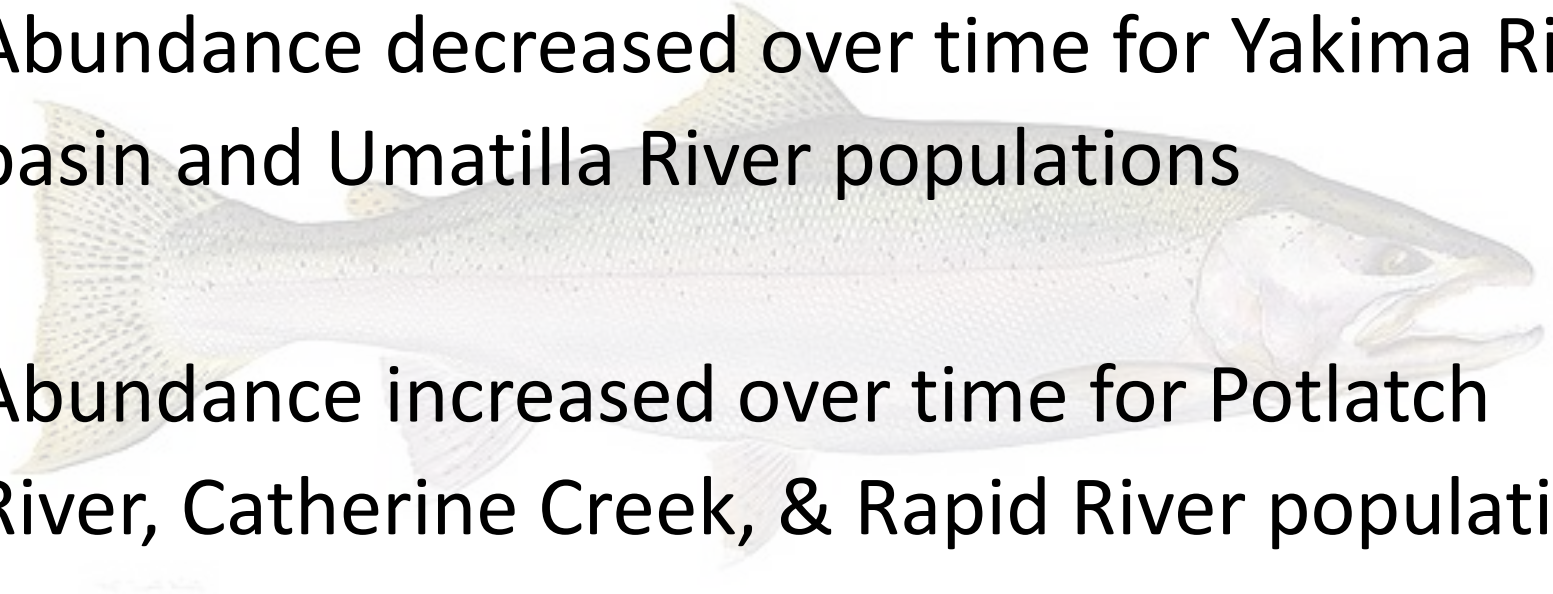 Abundance decreased over time for Yakima Ri
basin and Umatilla River populations
Abundance increased over time for Potlatch
River, Catherine Creek, & Rapid River populati